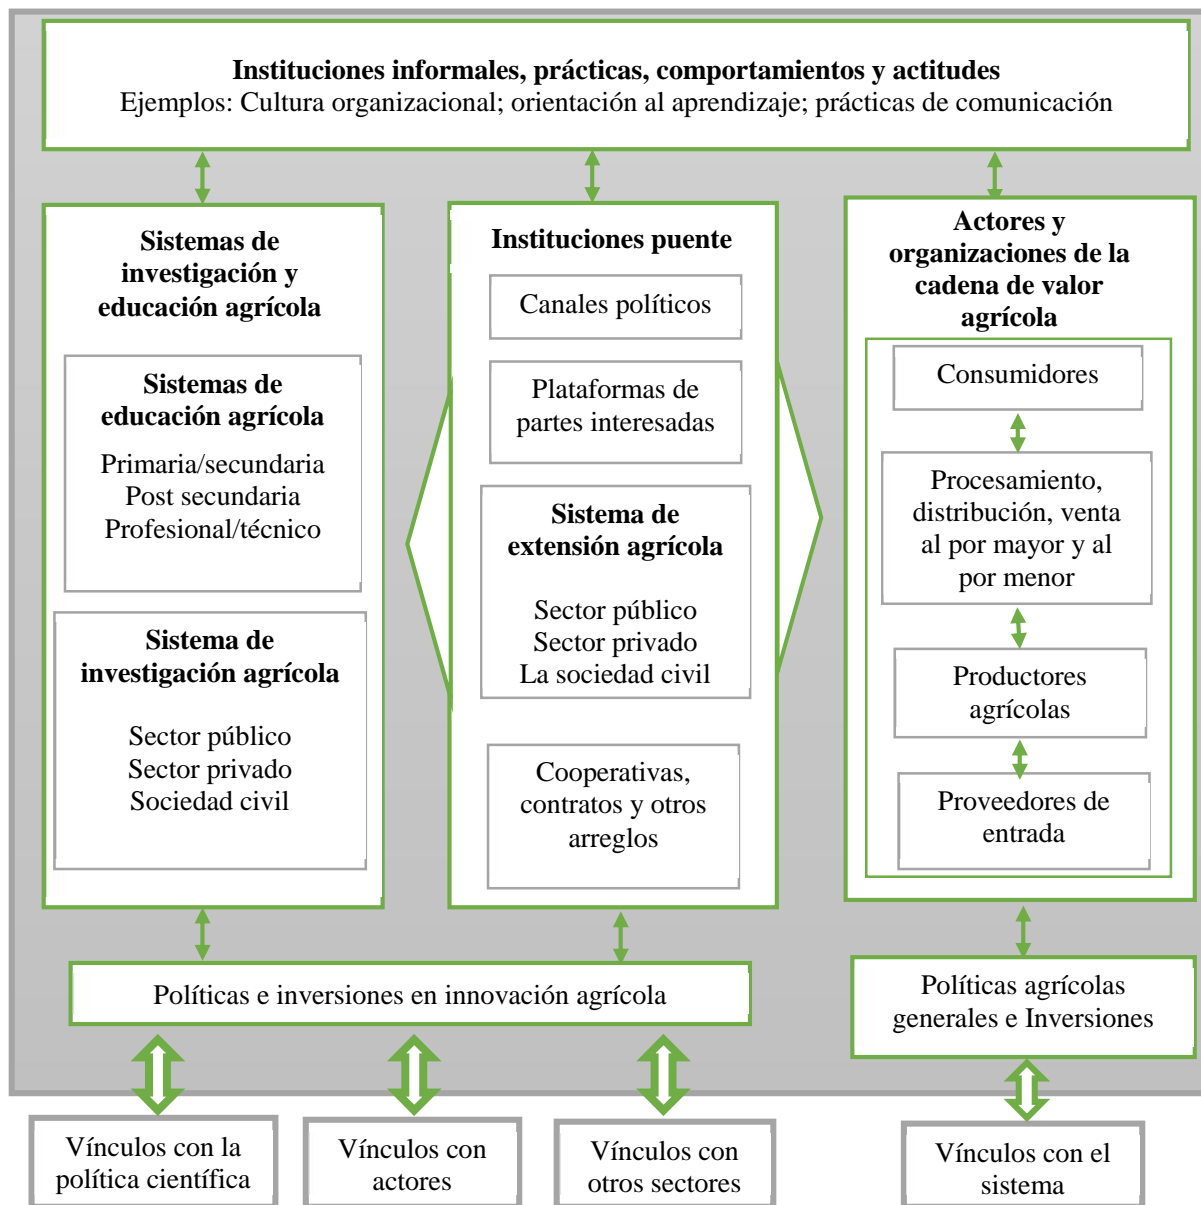 Instituciones informales, prácticas, comportamientos y actitudes
Ejemplos: Cultura organizacional; orientación al aprendizaje; prácticas de comunicación
Sistemas de
investigación y
educación agrícola
Sistemas de
educación agrícola
Primaria/secundaria
Post secundaria
Profesional/técnico
Sistema de
investigación agrícola
Sector público
Sector privado
Sociedad civil
Instituciones puente
Canales políticos
Plataformas de
partes interesadas
Sistema de
extensión agrícola
Sector público
Sector privado
La sociedad civil
Cooperativas,
contratos y otros
arreglos
Actores y
organizaciones de la
cadena de valor
agrícola
Consumidores
Procesamiento,
distribución, venta
al por mayor y al
por menor
Productores
agrícolas
Proveedores de
entrada
Políticas e inversiones en innovación agrícola
Políticas agrícolas
generales e Inversiones
Vínculos con la
política científica
Vínculos con
actores
Vínculos con
otros sectores
Vínculos con el
sistema